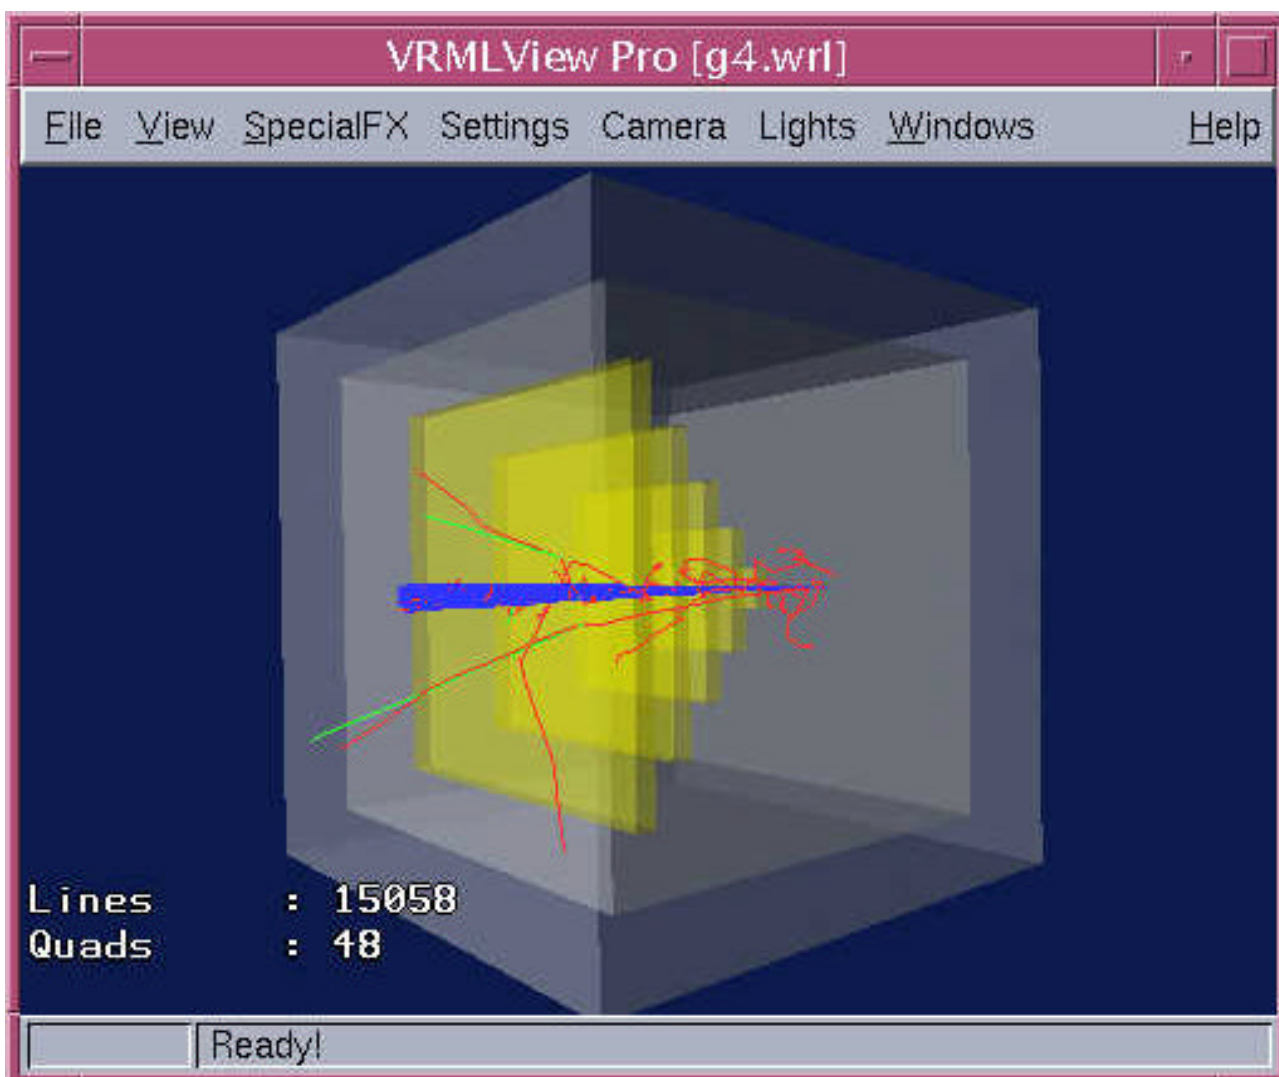 VRMLView Pro [g4.wrl]
File View SpecialFX Settings Camera Lights Windows Help
Lines : 15058
Quads : 48
Ready!